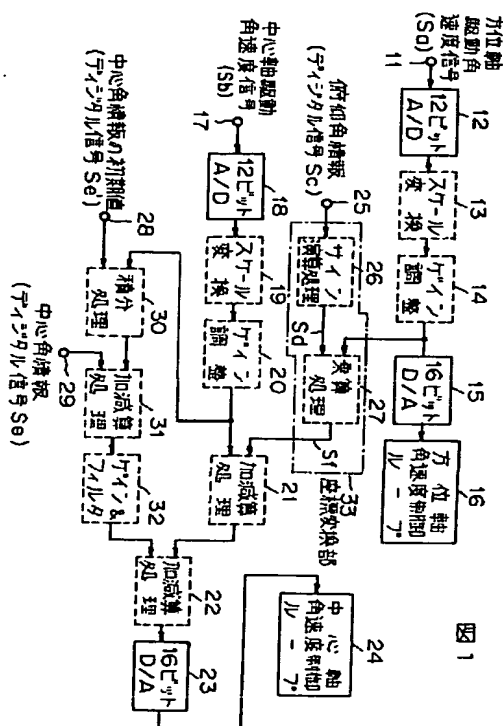 図1
方位軸
駆動角
速度信号
(Sa)
11
12
12ビット
A/D
13
スケール
変換
14
ゲイン
調整
15
16ビット
D/A
16
方位軸
角速度制御
ループ
俯仰角情報
(ディジタル信号Sc)
25
26
サイン
演算処理
Sd
27
乗算
処理
Sf
座標変換部
33
中心軸駆動
角速度信号
(Sb)
17
18
12ビット
A/D
19
スケール
変換
20
ゲイン
調整
21
加減算
処理
22
加減算
処理
23
16ビット
D/A
24
中心軸
角速度制御
ループ
中心角情報の初期値
(ディジタル信号Se')
28
30
積分
処理
31
加減算
処理
32
ゲイン&
フィルタ
29
中心角情報
(ディジタル信号Se)